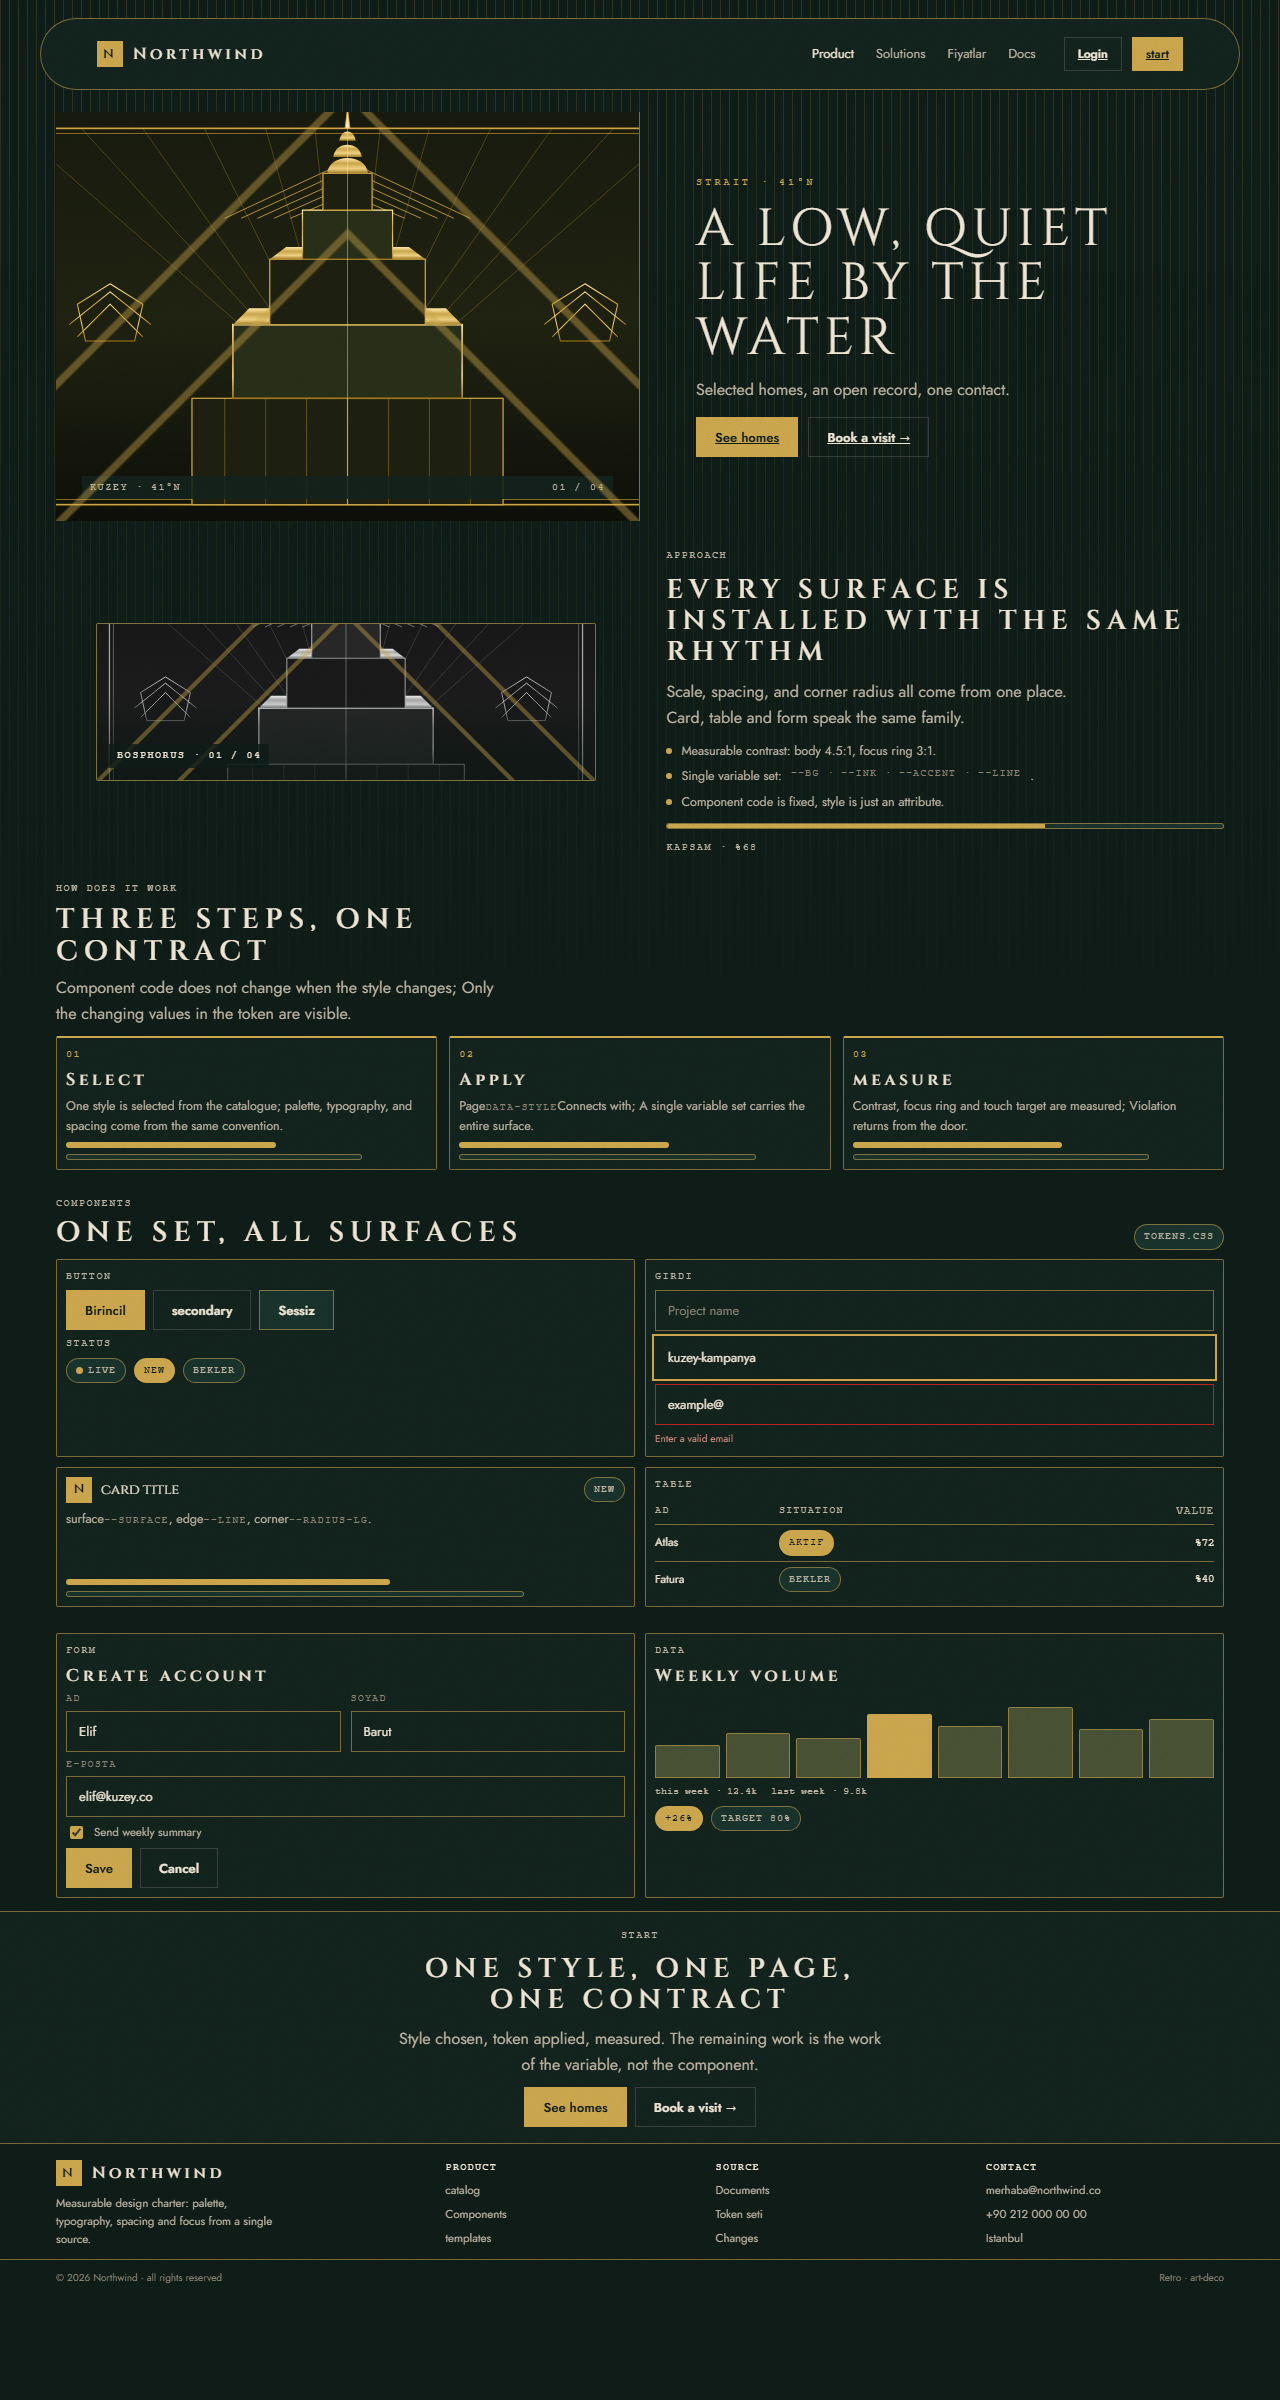 N NORTHWIND
Product Solutions Fiyatlar Docs Login start
STRAIT · 41°N
A LOW, QUIET
LIFE BY THE
WATER
Selected homes, an open record, one contact.
See homes Book a visit →
KUZEY · 41°N 01 / 04
APPROACH
EVERY SURFACE IS
INSTALLED WITH THE SAME
RHYTHM
Scale, spacing, and corner radius all come from one place.
Card, table and form speak the same family.
Measurable contrast: body 4.5:1, focus ring 3:1.
Single variable set: --BG · --INK · --ACCENT · --LINE .
Component code is fixed, style is just an attribute.
KAPSAM · %68
BOSPHORUS · 01 / 04
HOW DOES IT WORK
THREE STEPS, ONE
CONTRACT
Component code does not change when the style changes; Only
the changing values in the token are visible.
01
SELECT
One style is selected from the catalogue; palette, typography, and
spacing come from the same convention.
02
APPLY
PageDATA-STYLEConnects with; A single variable set carries the
entire surface.
03
MEASURE
Contrast, focus ring and touch target are measured; Violation
returns from the door.
COMPONENTS
ONE SET, ALL SURFACES
TOKENS.CSS
BUTTON
Birincil secondary Sessiz
STATUS
LIVE NEW BEKLER
GIRDI
Project name
kuzey-kampanya
example@
Enter a valid email
N CARD TITLE NEW
surface--SURFACE, edge--LINE, corner--RADIUS-LG.
TABLE
AD SITUATION VALUE
Atlas AKTIF %72
Fatura BEKLER %40
FORM
CREATE ACCOUNT
AD SOYAD
Elif Barut
E-POSTA
elif@kuzey.co
Send weekly summary
Save Cancel
DATA
WEEKLY VOLUME
this week · 12.4k last week · 9.8k
+26% TARGET 80%
START
ONE STYLE, ONE PAGE,
ONE CONTRACT
Style chosen, token applied, measured. The remaining work is the work
of the variable, not the component.
See homes Book a visit →
N NORTHWIND
Measurable design charter: palette,
typography, spacing and focus from a single
source.
PRODUCT
catalog
Components
templates
SOURCE
Documents
Token seti
Changes
CONTACT
merhaba@northwind.co
+90 212 000 00 00
Istanbul
© 2026 Northwind · all rights reserved Retro · art-deco